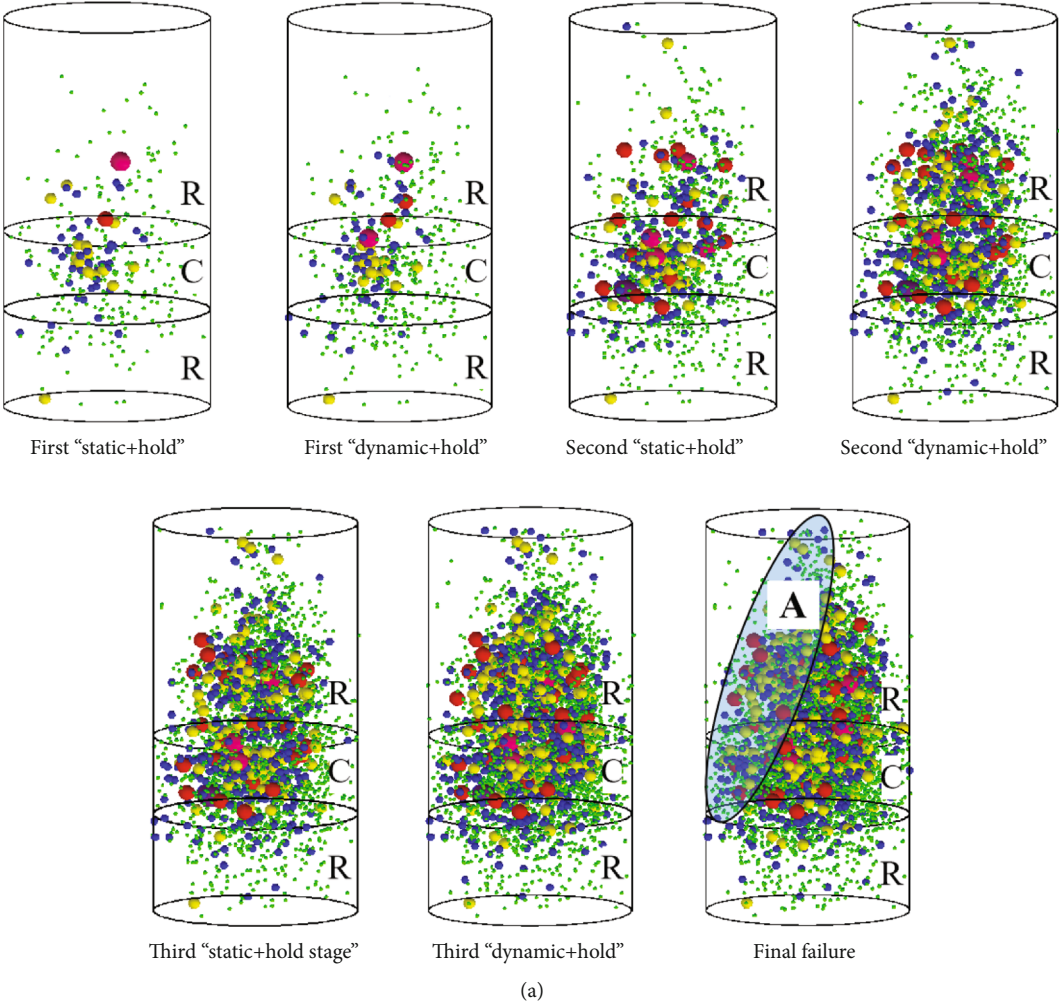 R
R
R
R
C
C
C
C
R
R
R
R
First “static+hold”
First “dynamic+hold”
Second “static+hold”
Second “dynamic+hold”
A
R
R
R
C
C
C
R
R
R
Third “static+hold stage”
Third “dynamic+hold”
Final failure
(a)